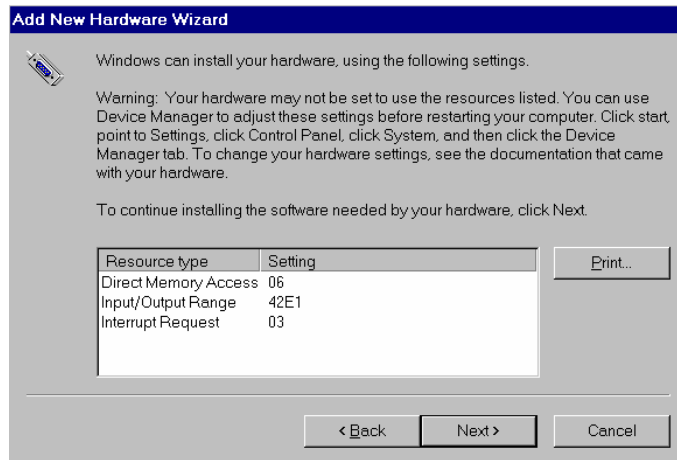 Add New Hardware Wizard
Windows can install your hardware, using the following settings.
Warning: Your hardware may not be set to use the resources listed. You can use
Device Manager to adjust these settings before restarting your computer. Click start,
point to Settings, click Control Panel, click System, and then click the Device
Manager tab. To change your hardware settings, see the documentation that came
with your hardware.
To continue installing the software needed by your hardware, click Next.
Resource type Setting
Print...
Direct Memory Access 06
Input/Output Range 42E1
Interrupt Request 03
< Back Next > Cancel